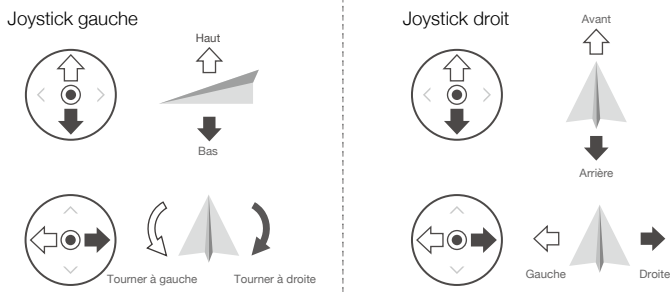 Joystick gauche
Haut
Bas
Tourner à gauche
Tourner à droite
Joystick droit
Avant
Arrière
Gauche
Droite